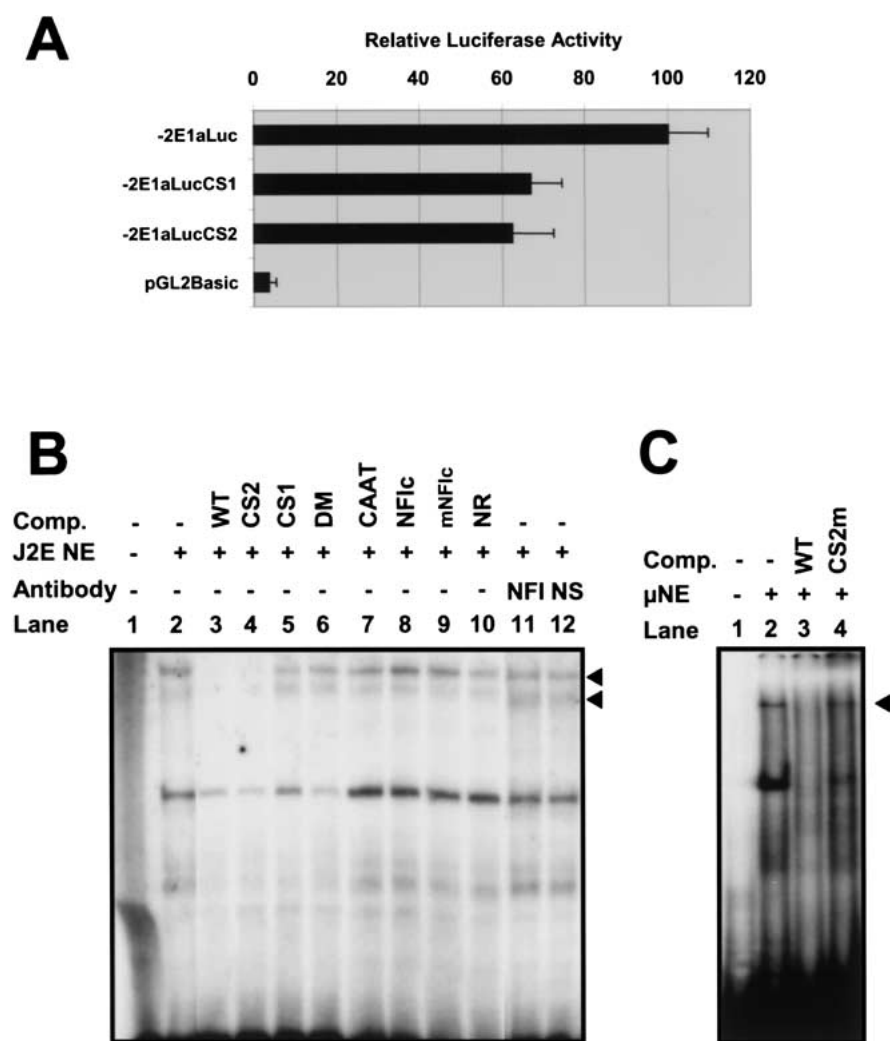 A
Relative Luciferase Activity
0 20 40 60 80 100 120
-2E1aLuc
-2E1aLucCS1
-2E1aLucCS2
pGL2Basic
B
Comp. - - WT CS2 CS1 DM CAAT NFIc mNFIc NR - -
J2E NE - + + + + + + + + + + +
Antibody - - - - - - - - - - NFI NS
Lane 1 2 3 4 5 6 7 8 9 10 11 12
C
Comp. - - WT CS2m
µNE - + + +
Lane 1 2 3 4